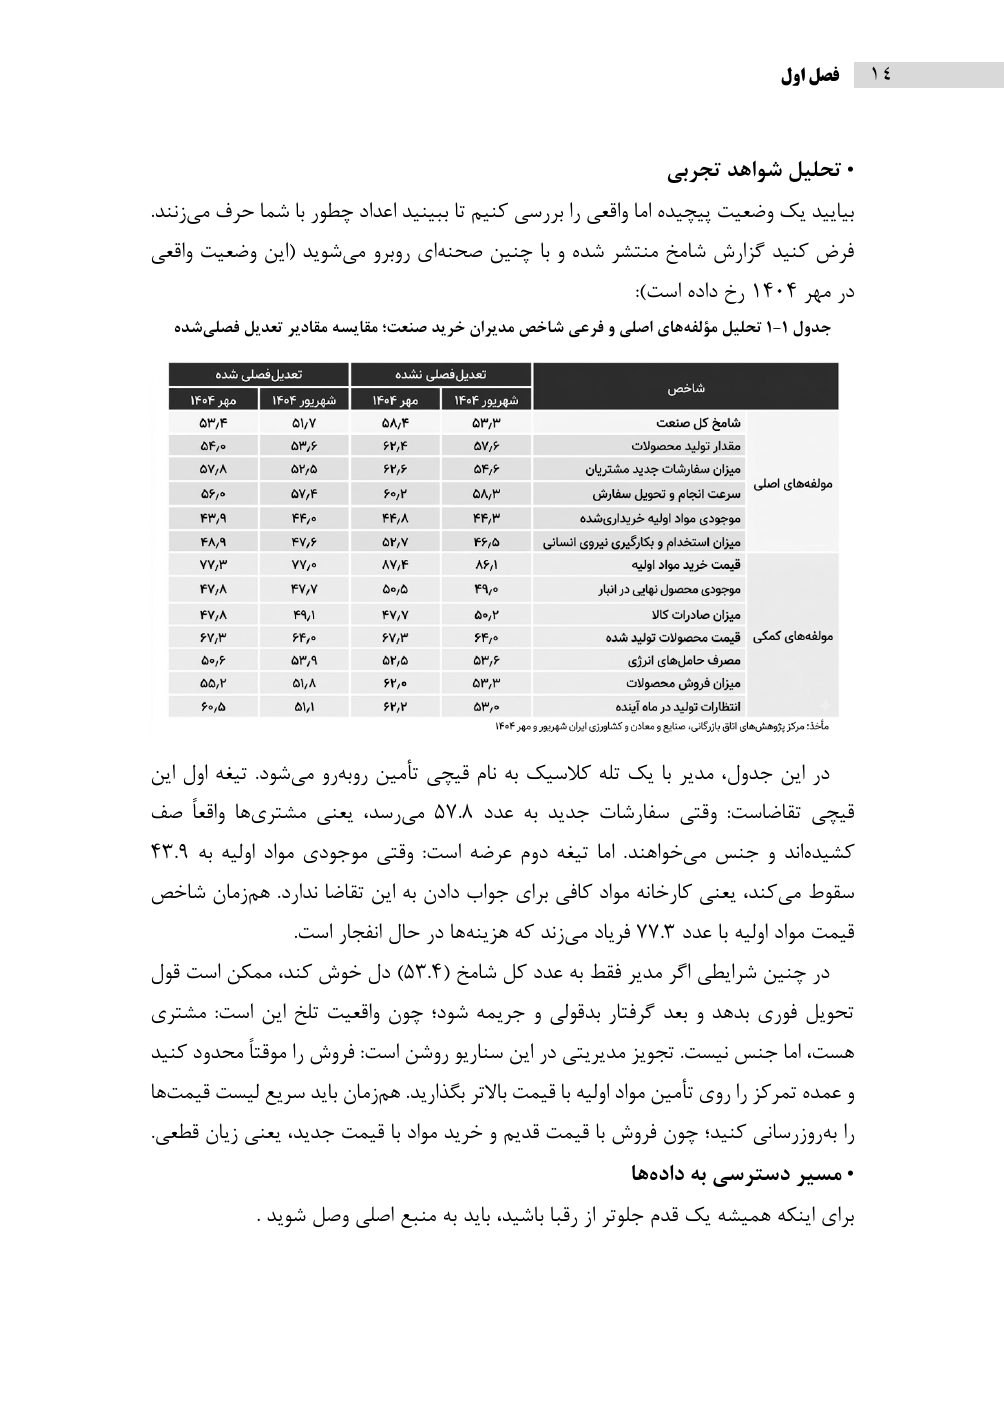 ۱۴ فصل اول
• تحلیل شواهد تجربی
بیایید یک وضعیت پیچیده اما واقعی را بررسی کنیم تا ببینید اعداد چطور با شما حرف می‌زنند.
فرض کنید گزارش شامخ منتشر شده و با چنین صحنه‌ای روبرو می‌شوید (این وضعیت واقعی
در مهر ۱۴۰۴ رخ داده است):
جدول ۱-۱ تحلیل مؤلفه‌های اصلی و فرعی شاخص مدیران خرید صنعت؛ مقایسه مقادیر تعدیل فصلی‌شده
شاخص تعدیل‌فصلی نشده تعدیل‌فصلی شده
شهریور ۱۴۰۴ مهر ۱۴۰۴ شهریور ۱۴۰۴ مهر ۱۴۰۴
مولفه‌های اصلی
شامخ کل صنعت ۵۳٫۳ ۵۸٫۴ ۵۱٫۷ ۵۳٫۴
مقدار تولید محصولات ۵۷٫۶ ۶۲٫۴ ۵۳٫۶ ۵۴٫۰
میزان سفارشات جدید مشتریان ۵۴٫۶ ۶۲٫۶ ۵۲٫۵ ۵۷٫۸
سرعت انجام و تحویل سفارش ۵۸٫۳ ۶۰٫۲ ۵۷٫۴ ۵۶٫۰
موجودی مواد اولیه خریداری‌شده ۴۴٫۳ ۴۴٫۸ ۴۴٫۰ ۴۳٫۹
میزان استخدام و بکارگیری نیروی انسانی ۴۶٫۵ ۵۲٫۷ ۴۷٫۶ ۴۸٫۹
مولفه‌های کمکی
قیمت خرید مواد اولیه ۸۶٫۱ ۸۷٫۴ ۷۷٫۰ ۷۷٫۳
موجودی محصول نهایی در انبار ۴۹٫۰ ۵۰٫۵ ۴۷٫۷ ۴۷٫۸
میزان صادرات کالا ۵۰٫۲ ۴۷٫۷ ۴۹٫۱ ۴۷٫۸
قیمت محصولات تولید شده ۶۴٫۰ ۶۷٫۳ ۶۴٫۰ ۶۷٫۳
مصرف حامل‌های انرژی ۵۳٫۶ ۵۲٫۵ ۵۳٫۹ ۵۰٫۶
میزان فروش محصولات ۵۳٫۳ ۶۲٫۰ ۵۱٫۸ ۵۵٫۲
انتظارات تولید در ماه آینده ۵۳٫۰ ۶۲٫۲ ۵۱٫۱ ۶۰٫۵
مأخذ: مرکز پژوهش‌های اتاق بازرگانی، صنایع و معادن و کشاورزی ایران شهریور و مهر ۱۴۰۴
در این جدول، مدیر با یک تله کلاسیک به نام قیچی تأمین روبه‌رو می‌شود. تیغه اول این
قیچی تقاضاست: وقتی سفارشات جدید به عدد ۵۷.۸ می‌رسد، یعنی مشتری‌ها واقعاً صف
کشیده‌اند و جنس می‌خواهند. اما تیغه دوم عرضه است: وقتی موجودی مواد اولیه به ۴۳.۹
سقوط می‌کند، یعنی کارخانه مواد کافی برای جواب دادن به این تقاضا ندارد. هم‌زمان شاخص
قیمت مواد اولیه با عدد ۷۷.۳ فریاد می‌زند که هزینه‌ها در حال انفجار است.
در چنین شرایطی اگر مدیر فقط به عدد کل شامخ (۵۳.۴) دل خوش کند، ممکن است قول
تحویل فوری بدهد و بعد گرفتار بدقولی و جریمه شود؛ چون واقعیت تلخ این است: مشتری
هست، اما جنس نیست. تجویز مدیریتی در این سناریو روشن است: فروش را موقتاً محدود کنید
و عمده تمرکز را روی تأمین مواد اولیه با قیمت بالاتر بگذارید. هم‌زمان باید سریع لیست قیمت‌ها
را به‌روزرسانی کنید؛ چون فروش با قیمت قدیم و خرید مواد با قیمت جدید، یعنی زیان قطعی.
• مسیر دسترسی به داده‌ها
برای اینکه همیشه یک قدم جلوتر از رقبا باشید، باید به منبع اصلی وصل شوید .